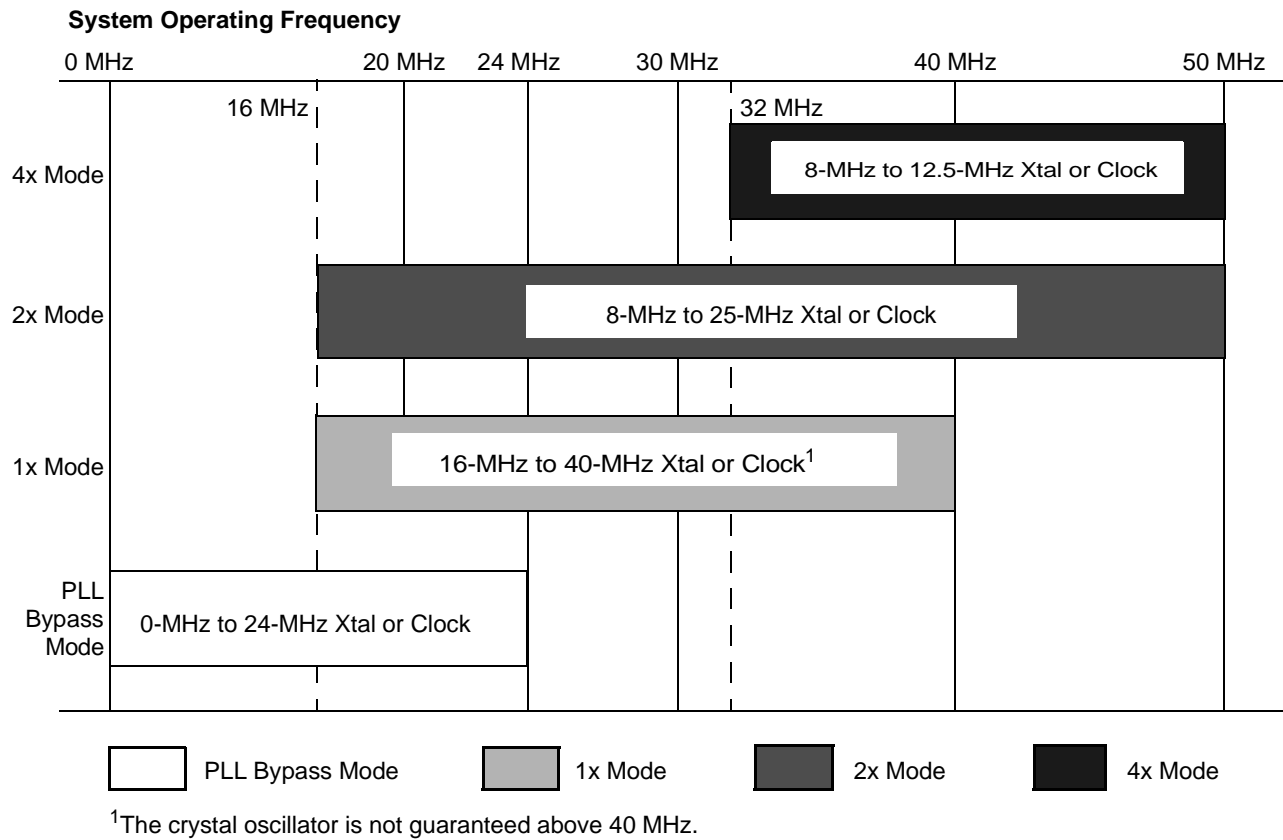 System Operating Frequency
0 MHz 20 MHz 24 MHz 30 MHz 40 MHz 50 MHz
16 MHz 32 MHz
4x Mode 8-MHz to 12.5-MHz Xtal or Clock
2x Mode 8-MHz to 25-MHz Xtal or Clock
1x Mode 16-MHz to 40-MHz Xtal or Clock¹
PLL
Bypass
Mode
0-MHz to 24-MHz Xtal or Clock
PLL Bypass Mode 1x Mode 2x Mode 4x Mode
¹The crystal oscillator is not guaranteed above 40 MHz.